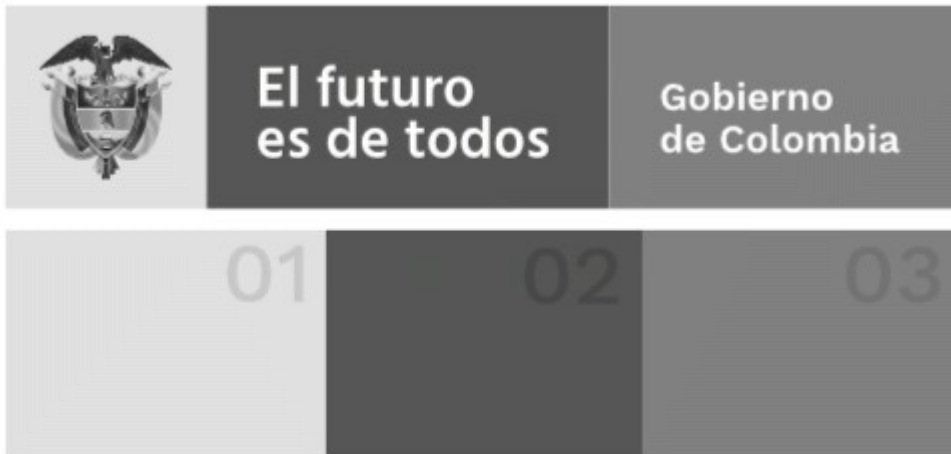 El futuro
es de todos
Gobierno
de Colombia
01
02
03